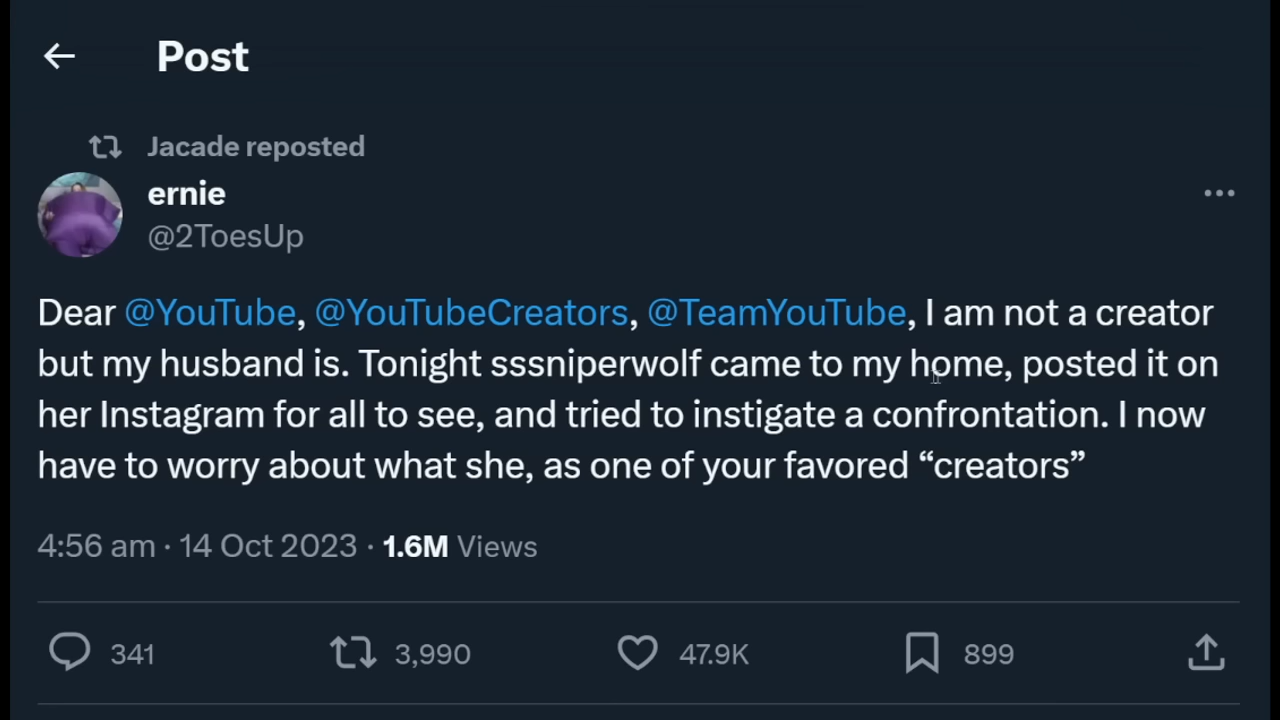 Post
Jacade reposted
ernie
@2ToesUp
Dear @YouTube, @YouTubeCreators, @TeamYouTube, I am not a creator
but my husband is. Tonight sssniperwolf came to my home, posted it on
her Instagram for all to see, and tried to instigate a confrontation. I now
have to worry about what she, as one of your favored “creators”
4:56 am · 14 Oct 2023 · 1.6M Views
341 3,990 47.9K 899